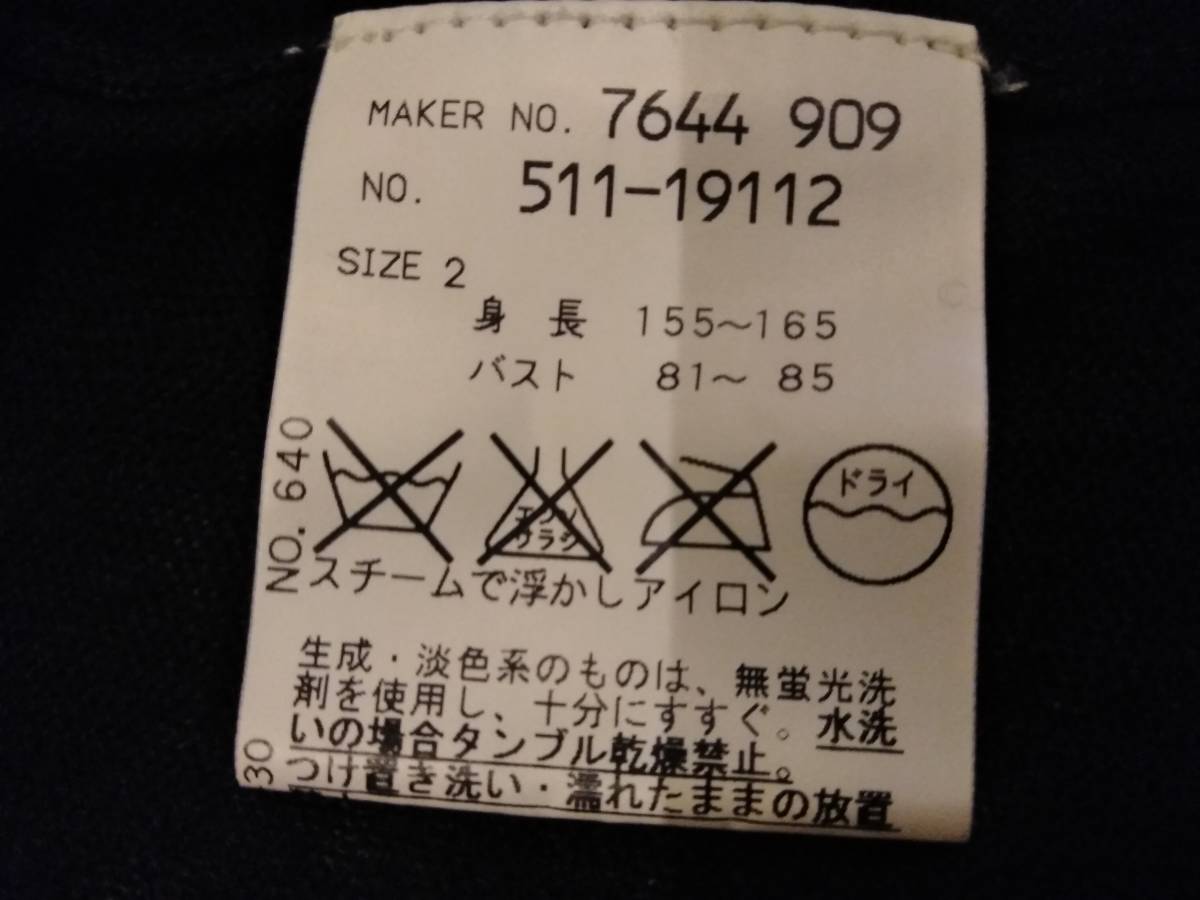 MAKER NO. 7644 909
NO. 511-19112
SIZE 2
身 長 155〜165
バスト 81〜 85
NO. 640
エンソ
サラシ
ドライ
スチームで浮かしアイロン
生成・淡色系のものは、無蛍光洗
剤を使用し、十分にすすぐ。水洗
いの場合タンブル乾燥禁止。
つけ置き洗い・濡れたままの放置
30